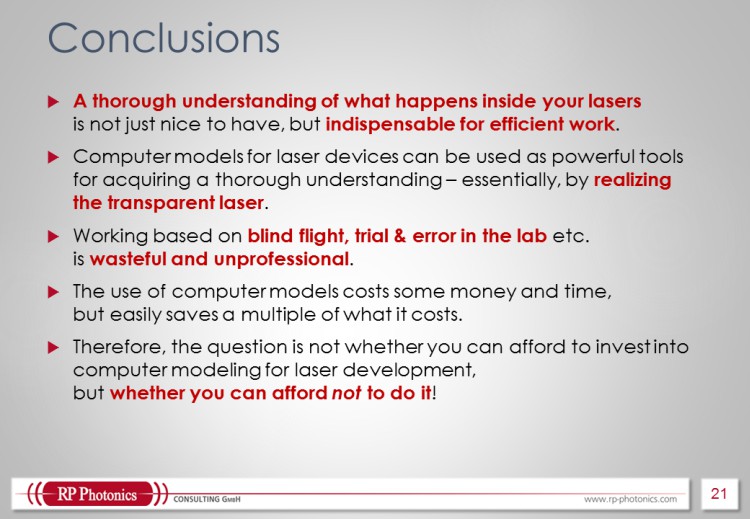 Conclusions
A thorough understanding of what happens inside your lasers
is not just nice to have, but indispensable for efficient work.
Computer models for laser devices can be used as powerful tools
for acquiring a thorough understanding – essentially, by realizing
the transparent laser.
Working based on blind flight, trial & error in the lab etc.
is wasteful and unprofessional.
The use of computer models costs some money and time,
but easily saves a multiple of what it costs.
Therefore, the question is not whether you can afford to invest into
computer modeling for laser development,
but whether you can afford not to do it!
RP Photonics CONSULTING GmbH www.rp-photonics.com 21